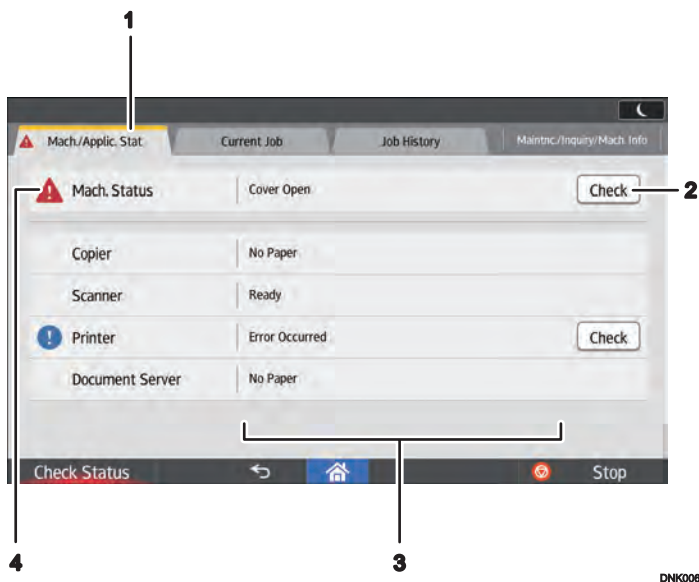 1
Mach./Applic. Stat
Current Job
Job History
Maintnc./Inquiry/Mach. Info
Mach. Status
Cover Open
Check
2
Copier
No Paper
Scanner
Ready
Printer
Error Occurred
Check
Document Server
No Paper
Check Status
Stop
4
3
DNK006